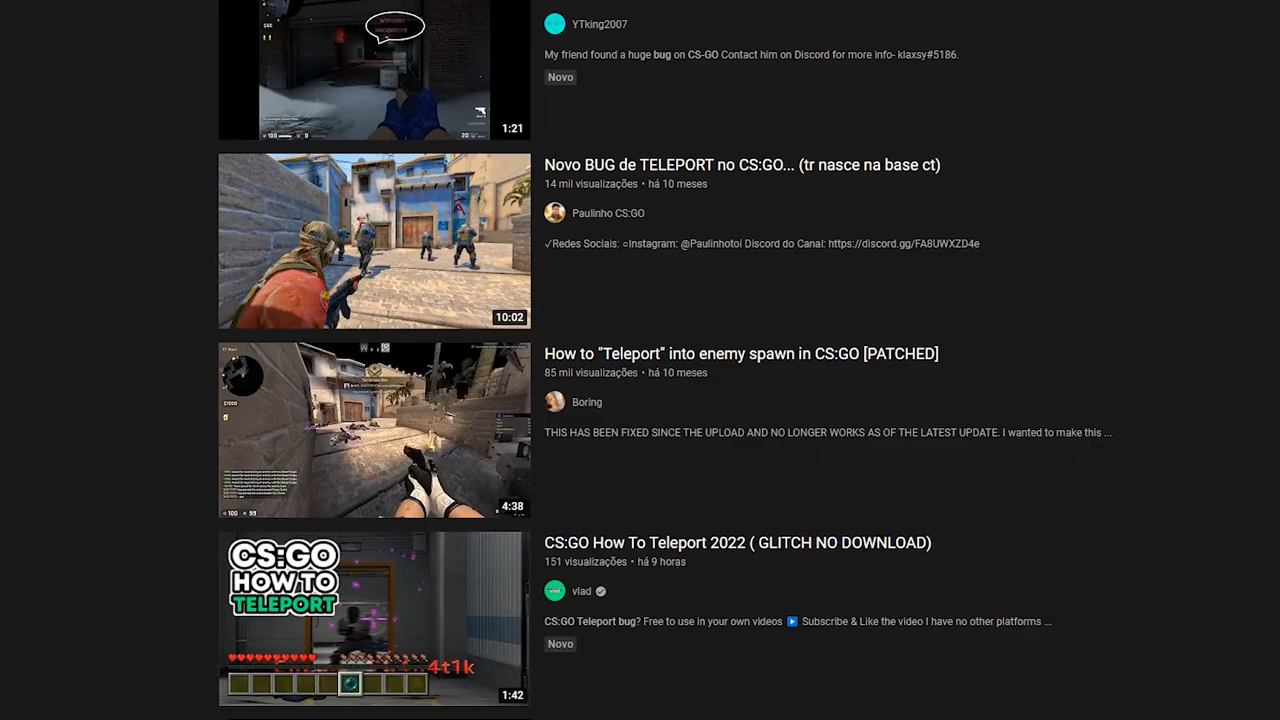 YTking2007
My friend found a huge bug on CS-GO Contact him on Discord for more info- klaxsy#5186.
Novo
1:21
Novo BUG de TELEPORT no CS:GO... (tr nasce na base ct)
14 mil visualizações • há 10 meses
Paulinho CS:GO
✓Redes Sociais: ○Instagram: @Paulinhotoi Discord do Canal: https://discord.gg/FA8UWXZD4e
10:02
How to "Teleport" into enemy spawn in CS:GO [PATCHED]
85 mil visualizações • há 10 meses
Boring
THIS HAS BEEN FIXED SINCE THE UPLOAD AND NO LONGER WORKS AS OF THE LATEST UPDATE. I wanted to make this ...
4:38
CS:GO
HOW TO
TELEPORT
4t1k
1:42
CS:GO How To Teleport 2022 ( GLITCH NO DOWNLOAD)
151 visualizações • há 9 horas
vlad
CS:GO Teleport bug? Free to use in your own videos ▶ Subscribe & Like the video I have no other platforms ...
Novo